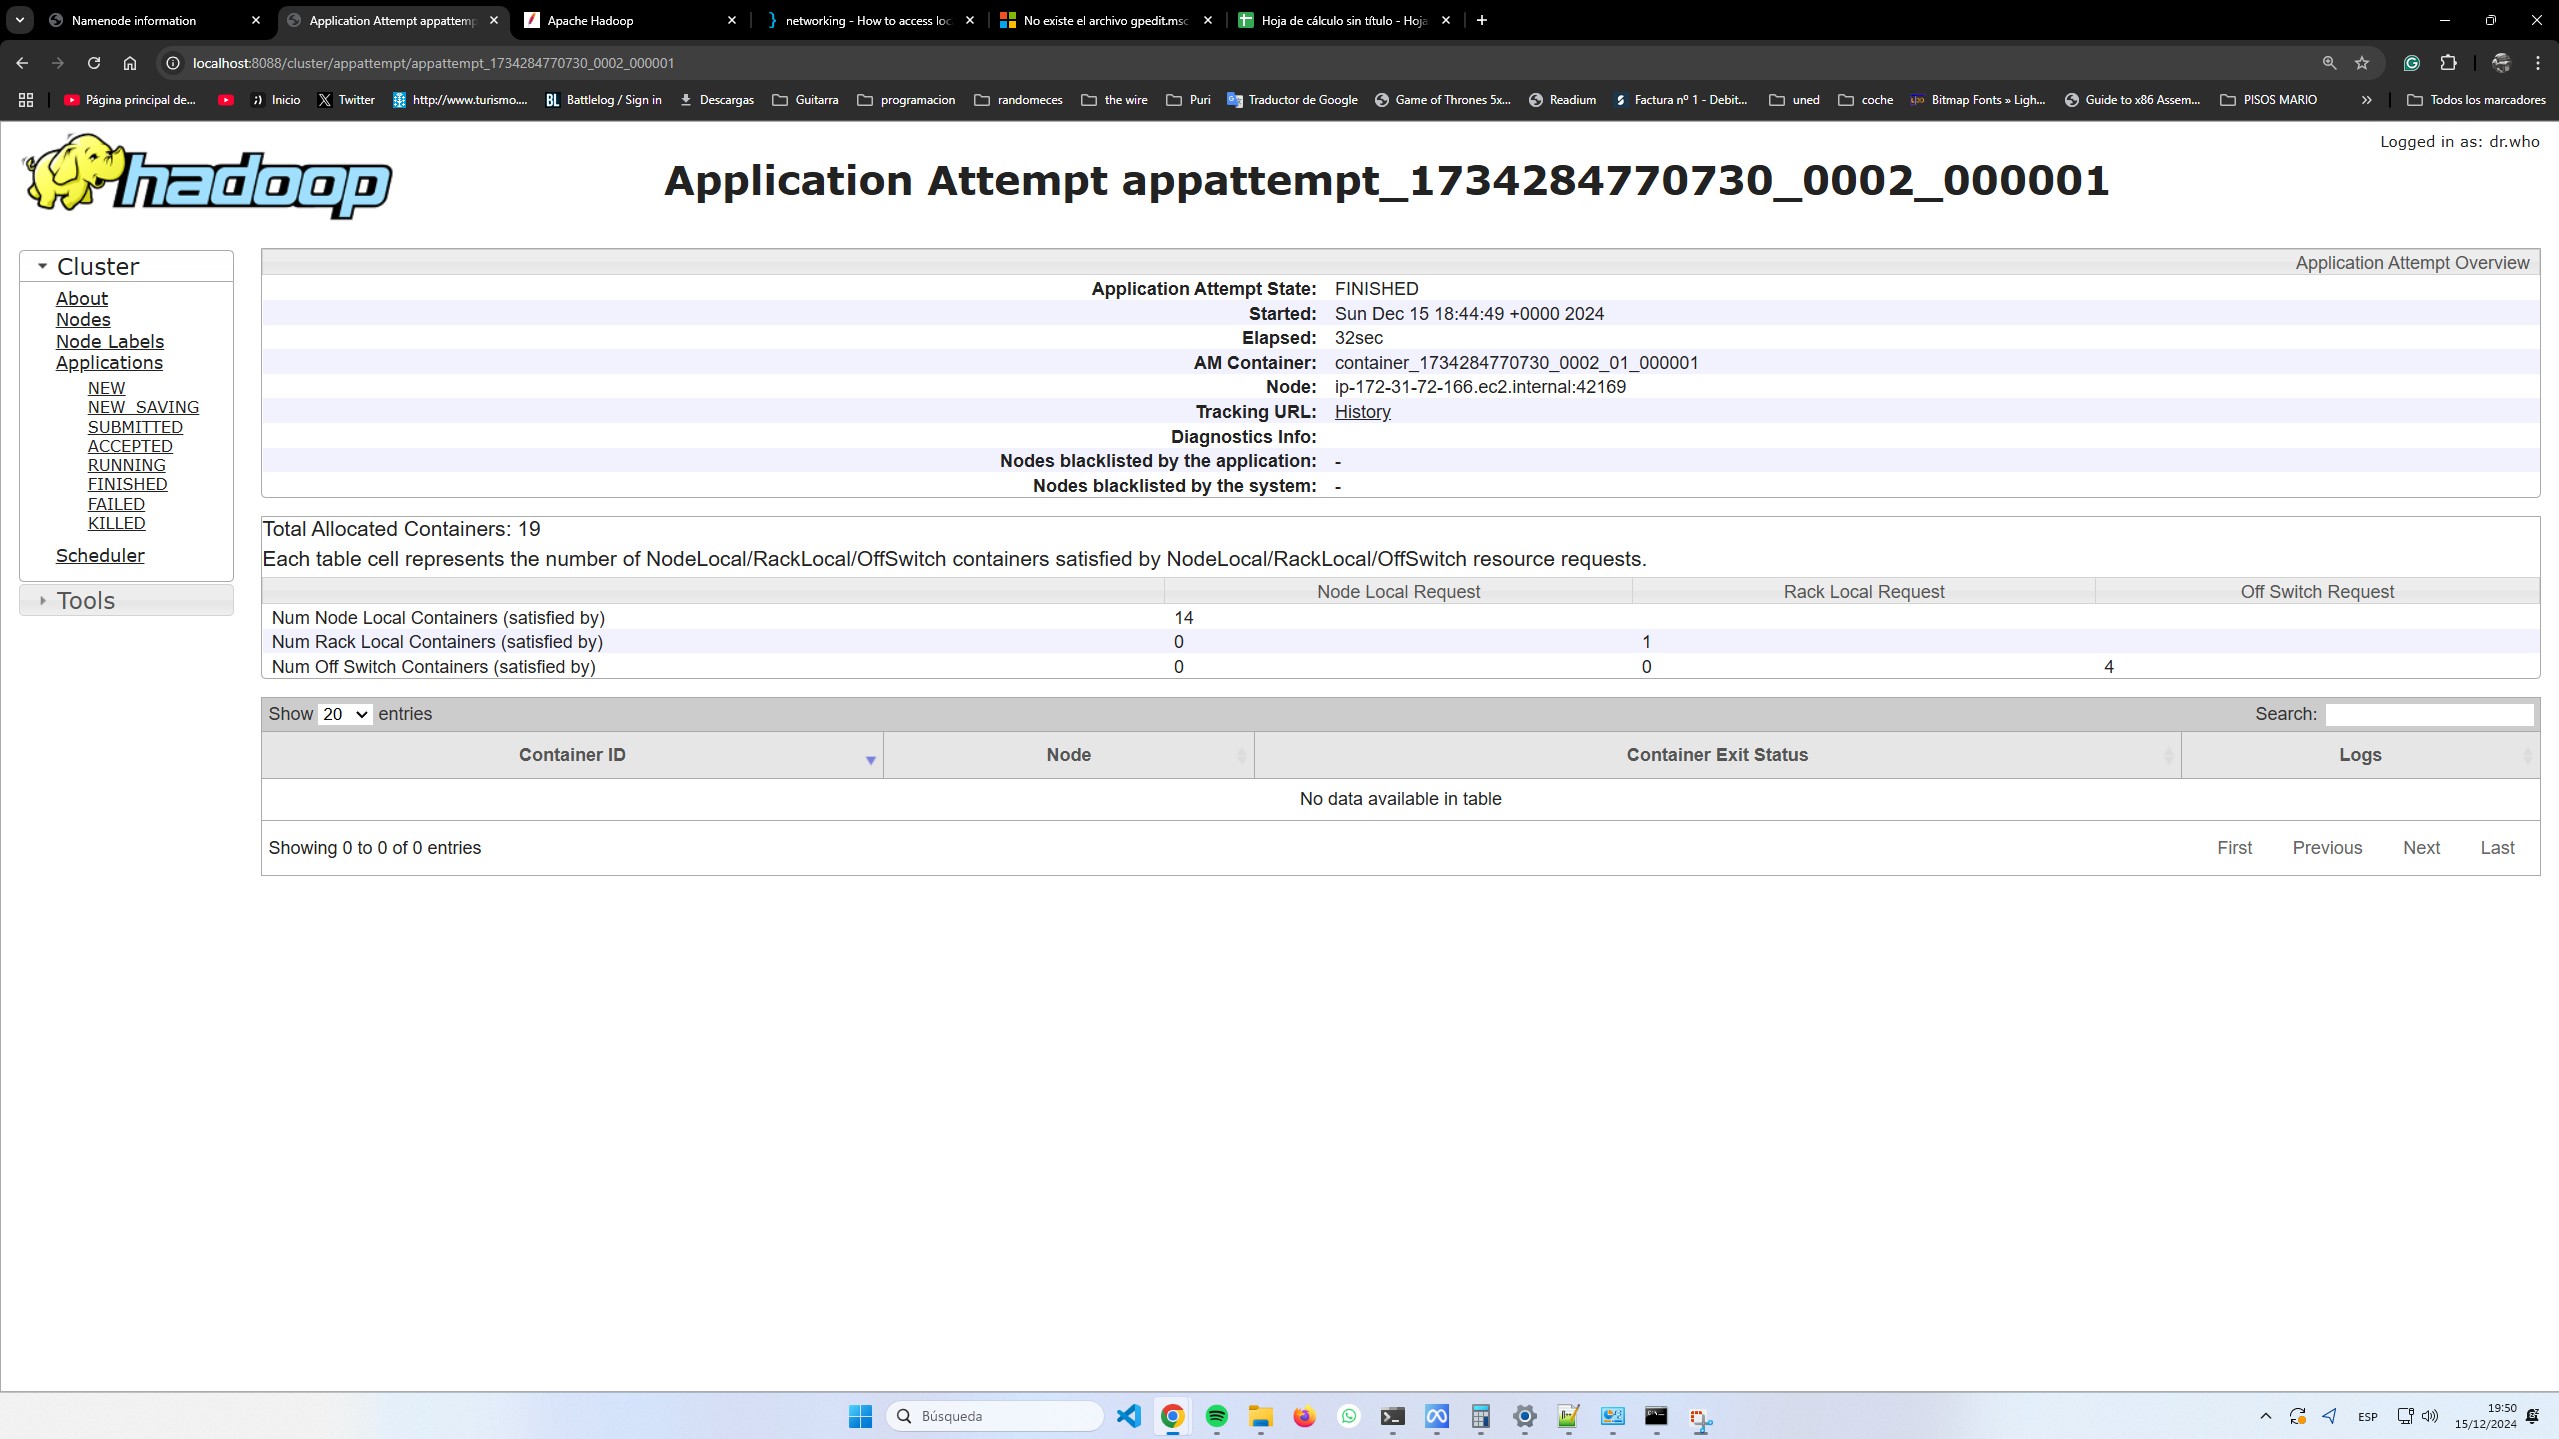 Namenode information
Application Attempt appattemp
Apache Hadoop
networking - How to access loc
No existe el archivo gpedit.msc
Hoja de cálculo sin título - Hoja
localhost:8088/cluster/appattempt/appattempt_1734284770730_0002_000001
Página principal de...
Inicio
Twitter
http://www.turismo....
BL Battlelog / Sign in
Descargas
Guitarra
programacion
randomeces
the wire
Puri
Traductor de Google
Game of Thrones 5x...
Readium
Factura nº 1 - Debit...
uned
coche
Bitmap Fonts » Ligh...
Guide to x86 Assem...
PISOS MARIO
Todos los marcadores
hadoop
Application Attempt appattempt_1734284770730_0002_000001
Logged in as: dr.who
Cluster
About
Nodes
Node Labels
Applications
NEW
NEW_SAVING
SUBMITTED
ACCEPTED
RUNNING
FINISHED
FAILED
KILLED
Scheduler
Tools
Application Attempt Overview
Application Attempt State: FINISHED
Started: Sun Dec 15 18:44:49 +0000 2024
Elapsed: 32sec
AM Container: container_1734284770730_0002_01_000001
Node: ip-172-31-72-166.ec2.internal:42169
Tracking URL: History
Diagnostics Info:
Nodes blacklisted by the application: -
Nodes blacklisted by the system: -
Total Allocated Containers: 19
Each table cell represents the number of NodeLocal/RackLocal/OffSwitch containers satisfied by NodeLocal/RackLocal/OffSwitch resource requests.
Node Local Request Rack Local Request Off Switch Request
Num Node Local Containers (satisfied by) 14
Num Rack Local Containers (satisfied by) 0 1
Num Off Switch Containers (satisfied by) 0 0 4
Show 20 entries Search:
Container ID Node Container Exit Status Logs
No data available in table
Showing 0 to 0 of 0 entries First Previous Next Last
Búsqueda
ESP
19:50
15/12/2024